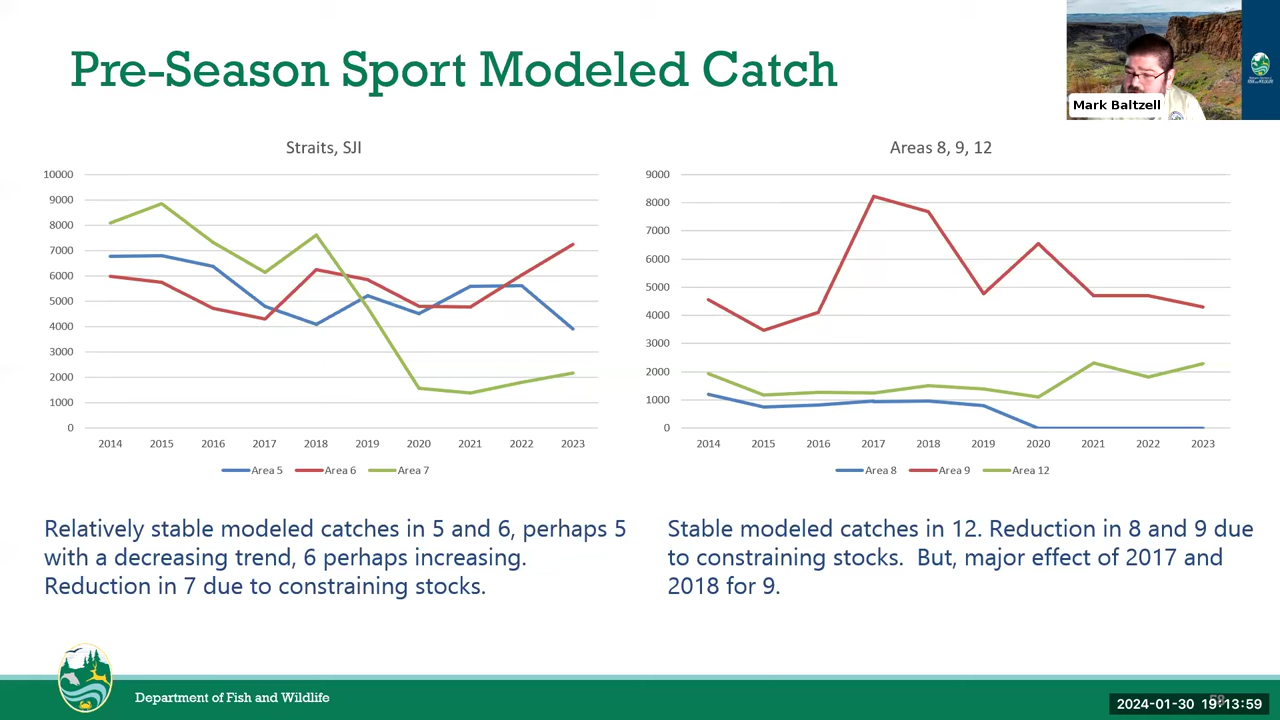 Pre-Season Sport Modeled Catch
Mark Baltzell
Straits, SJI
10000
9000
8000
7000
6000
5000
4000
3000
2000
1000
0
2014 2015 2016 2017 2018 2019 2020 2021 2022 2023
Area 5 Area 6 Area 7
Areas 8, 9, 12
9000
8000
7000
6000
5000
4000
3000
2000
1000
0
2014 2015 2016 2017 2018 2019 2020 2021 2022 2023
Area 8 Area 9 Area 12
Relatively stable modeled catches in 5 and 6, perhaps 5
with a decreasing trend, 6 perhaps increasing.
Reduction in 7 due to constraining stocks.
Stable modeled catches in 12. Reduction in 8 and 9 due
to constraining stocks. But, major effect of 2017 and
2018 for 9.
Department of Fish and Wildlife
2024-01-30 19:13:59